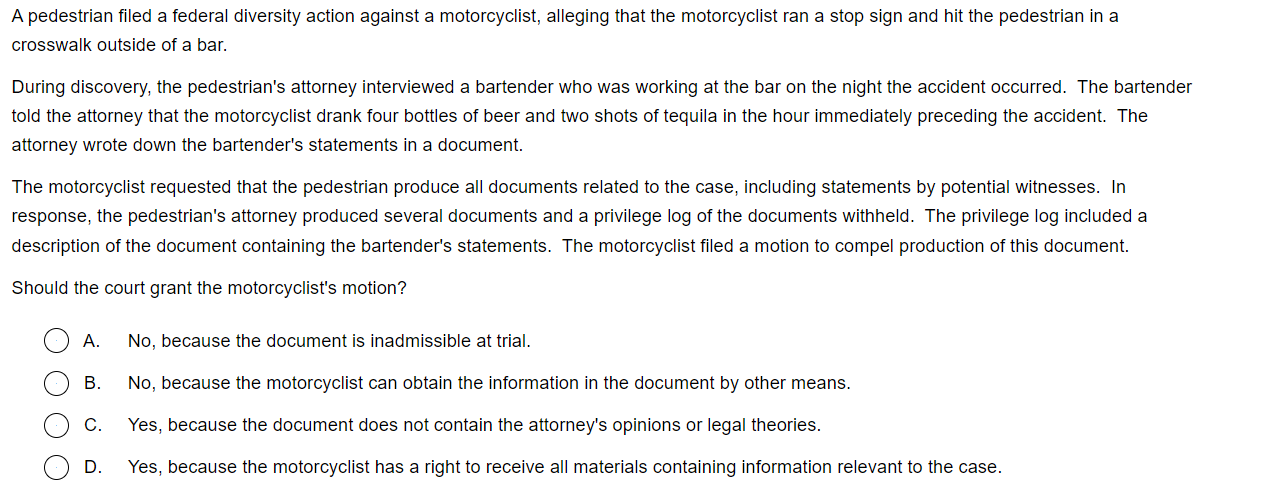 A pedestrian filed a federal diversity action against a motorcyclist, alleging that the motorcyclist ran a stop sign and hit the pedestrian in a
crosswalk outside of a bar.
During discovery, the pedestrian's attorney interviewed a bartender who was working at the bar on the night the accident occurred.  The bartender
told the attorney that the motorcyclist drank four bottles of beer and two shots of tequila in the hour immediately preceding the accident.  The
attorney wrote down the bartender's statements in a document.
The motorcyclist requested that the pedestrian produce all documents related to the case, including statements by potential witnesses.  In
response, the pedestrian's attorney produced several documents and a privilege log of the documents withheld.  The privilege log included a
description of the document containing the bartender's statements.  The motorcyclist filed a motion to compel production of this document.
Should the court grant the motorcyclist's motion?
A. No, because the document is inadmissible at trial.
B. No, because the motorcyclist can obtain the information in the document by other means.
C. Yes, because the document does not contain the attorney's opinions or legal theories.
D. Yes, because the motorcyclist has a right to receive all materials containing information relevant to the case.